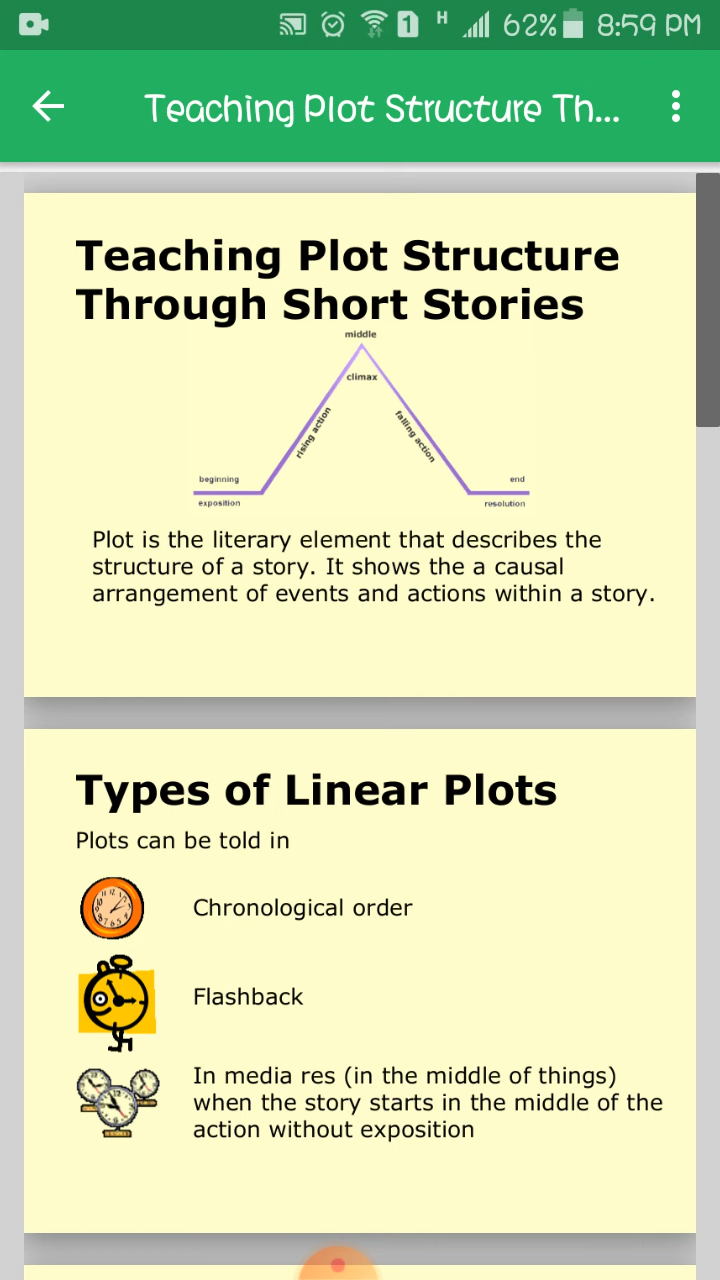 1 H 62% 8:59 PM
Teaching Plot Structure Th...
Teaching Plot Structure
Through Short Stories
middle
climax
rising action
falling action
beginning
end
exposition
resolution
Plot is the literary element that describes the
structure of a story. It shows the a causal
arrangement of events and actions within a story.
Types of Linear Plots
Plots can be told in
Chronological order
Flashback
In media res (in the middle of things)
when the story starts in the middle of the
action without exposition